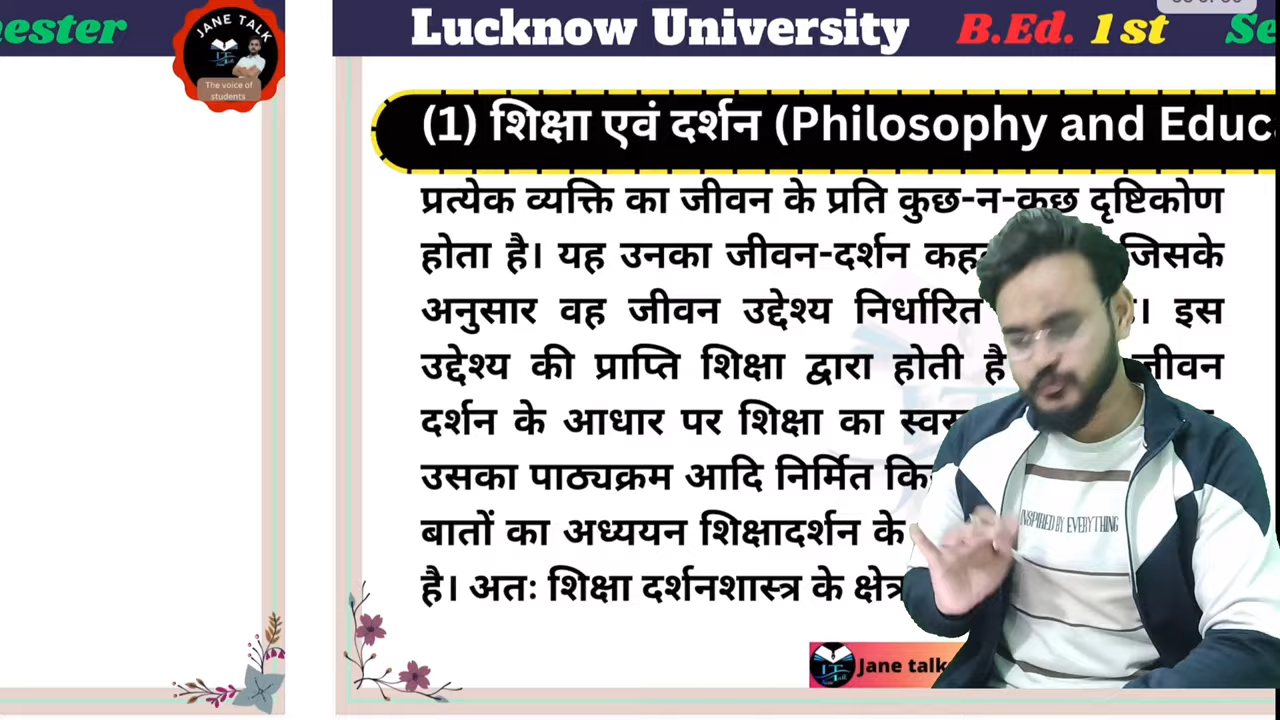 ester
JANE TALK
The voice of
students
Lucknow University B.Ed. 1st Se
(1) शिक्षा एवं दर्शन (Philosophy and Educ
प्रत्येक व्यक्ति का जीवन के प्रति कुछ-न-कुछ दृष्टिकोण
होता है। यह उनका जीवन-दर्शन कह जिसके
अनुसार वह जीवन उद्देश्य निर्धारित है। इस
उद्देश्य की प्राप्ति शिक्षा द्वारा होती है जीवन
दर्शन के आधार पर शिक्षा का स्व
उसका पाठ्यक्रम आदि निर्मित कि
बातों का अध्ययन शिक्षादर्शन के
है। अतः शिक्षा दर्शनशास्त्र के क्षेत्र
INSPIRED BY EVERYTHING
Jane talk